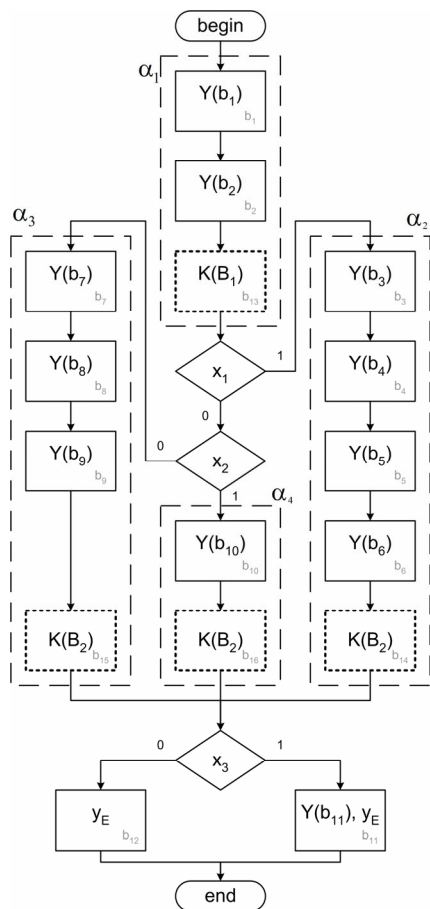 begin
α1
Y(b1)
b1
Y(b2)
b2
K(B1)
b13
α3
Y(b7)
b7
Y(b8)
b8
Y(b9)
b9
K(B2)
b15
α2
Y(b3)
b3
Y(b4)
b4
Y(b5)
b5
Y(b6)
b6
K(B2)
b14
x1
1
0
x2
0
1
α4
Y(b10)
b10
K(B2)
b16
x3
0
1
yE
b12
Y(b11), yE
b11
end